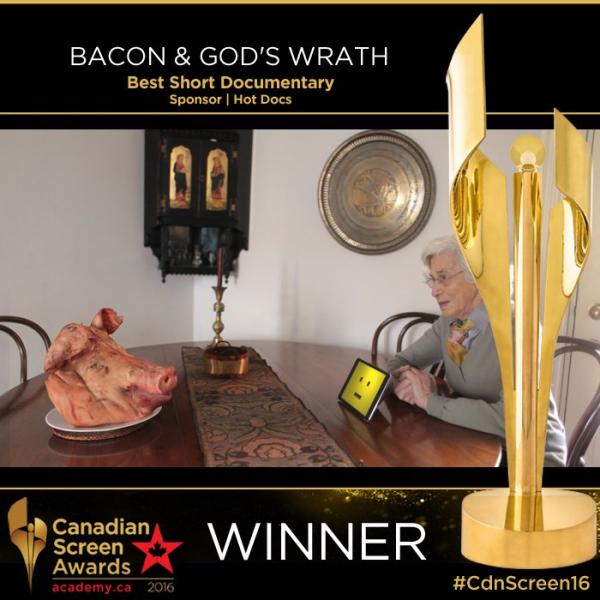 BACON & GOD'S WRATH
Best Short Documentary
Sponsor | Hot Docs
Canadian
Screen
Awards
academy.ca
2016
WINNER
#CdnScreen16